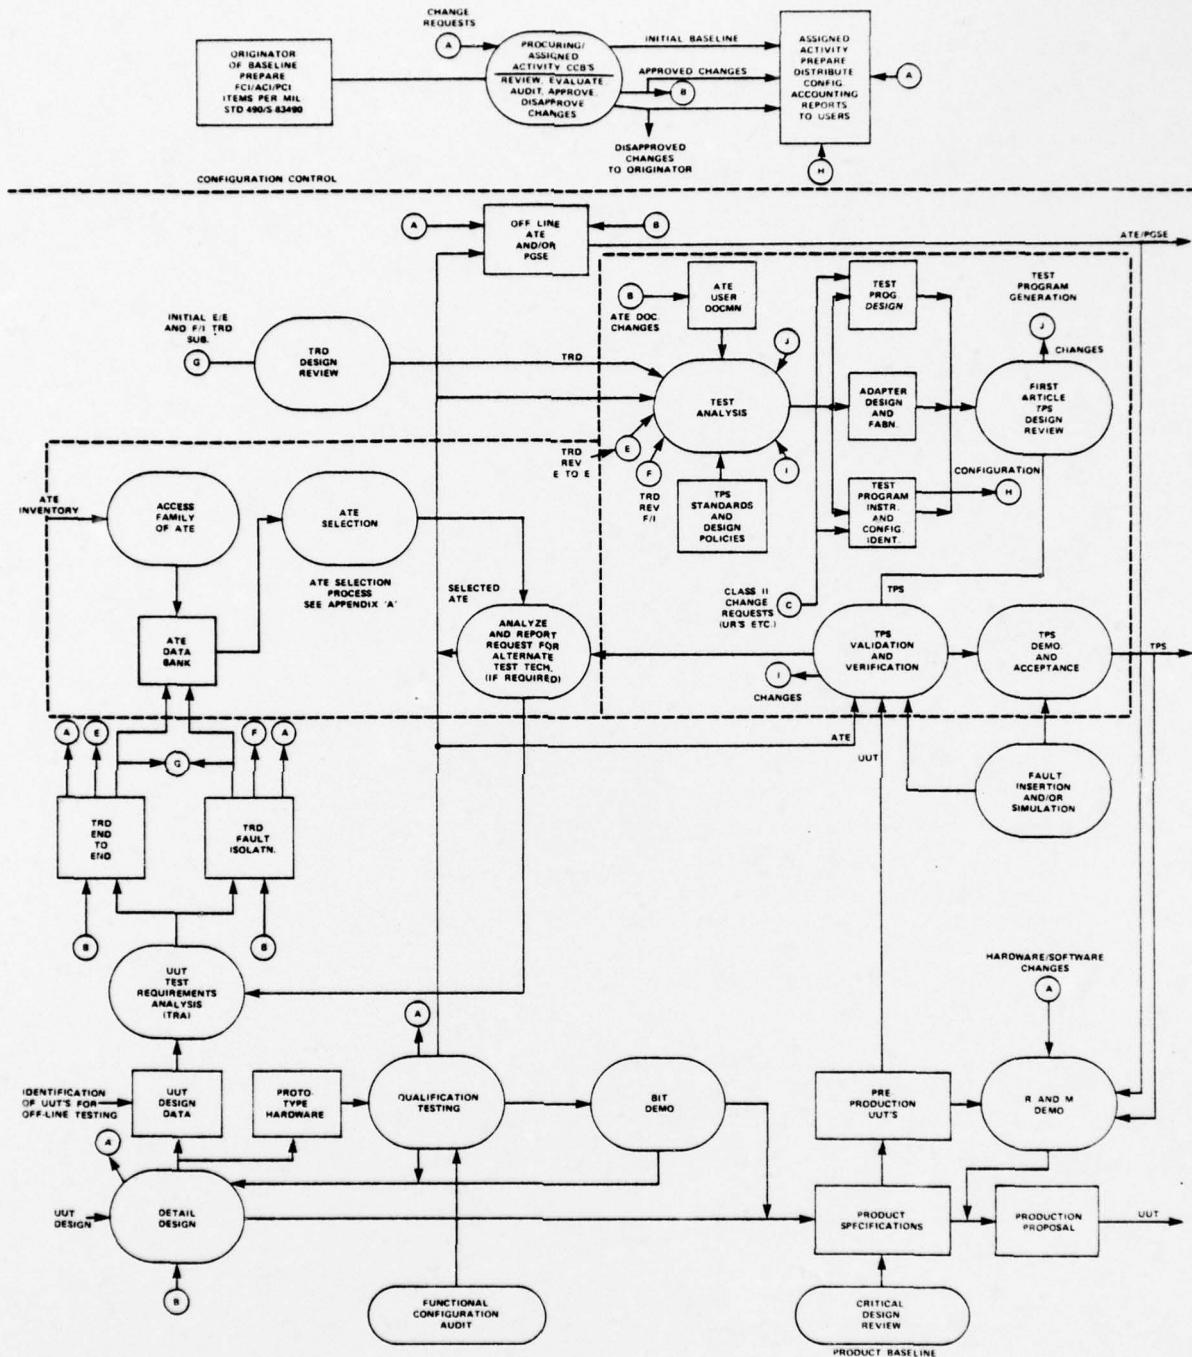 CHANGE
REQUESTS
A
ORIGINATOR
OF BASELINE
PREPARE
FCI/ACI/PCI
ITEMS PER MIL
STD 490/S-83490
PROCURING/
ASSIGNED
ACTIVITY CCB'S
REVIEW, EVALUATE
AUDIT, APPROVE,
DISAPPROVE
CHANGES
INITIAL BASELINE
APPROVED CHANGES
B
DISAPPROVED
CHANGES
TO ORIGINATOR
ASSIGNED
ACTIVITY
PREPARE
DISTRIBUTE
CONFIG.
ACCOUNTING
REPORTS
TO USERS
A
H
CONFIGURATION CONTROL
A
OFF LINE
ATE
AND/OR
PGSE
B
ATE/PGSE
INITIAL E/E
AND F/I TRD
SUB.
G
TRD
DESIGN
REVIEW
TRD
B
ATE DOC.
CHANGES
ATE
USER
DOCMN
J
TEST
ANALYSIS
TRD
REV
E TO E
E
F
TRD
REV
F/I
I
TPS
STANDARDS
AND
DESIGN
POLICIES
TEST
PROG.
DESIGN
ADAPTER
DESIGN
AND
FABN.
TEST
PROGRAM
INSTR.
AND
CONFIG.
IDENT.
TEST
PROGRAM
GENERATION
J
CHANGES
FIRST
ARTICLE
TPS
DESIGN
REVIEW
CONFIGURATION
H
ATE
INVENTORY
ACCESS
FAMILY
OF ATE
ATE
SELECTION
ATE SELECTION
PROCESS
SEE APPENDIX 'A'
ATE
DATA
BANK
SELECTED
ATE
ANALYZE
AND REPORT
REQUEST FOR
ALTERNATE
TEST TECH.
(IF REQUIRED)
CLASS II
CHANGE
REQUESTS
(UR'S ETC.)
C
TPS
TPS
VALIDATION
AND
VERIFICATION
I
CHANGES
TPS
DEMO.
AND
ACCEPTANCE
TPS
A
E
G
F
A
ATE
UUT
FAULT
INSERTION
AND/OR
SIMULATION
TRD
END
TO
END
TRD
FAULT
ISOLATN.
B
B
UUT
TEST
REQUIREMENTS
ANALYSIS
(TRA)
HARDWARE/SOFTWARE
CHANGES
A
A
IDENTIFICATION
OF UUT'S FOR
OFF-LINE TESTING
UUT
DESIGN
DATA
PROTO-
TYPE
HARDWARE
QUALIFICATION
TESTING
BIT
DEMO
PRE
PRODUCTION
UUT'S
R AND M
DEMO
A
UUT
DESIGN
DETAIL
DESIGN
B
PRODUCT
SPECIFICATIONS
PRODUCTION
PROPOSAL
UUT
FUNCTIONAL
CONFIGURATION
AUDIT
CRITICAL
DESIGN
REVIEW
PRODUCT BASELINE